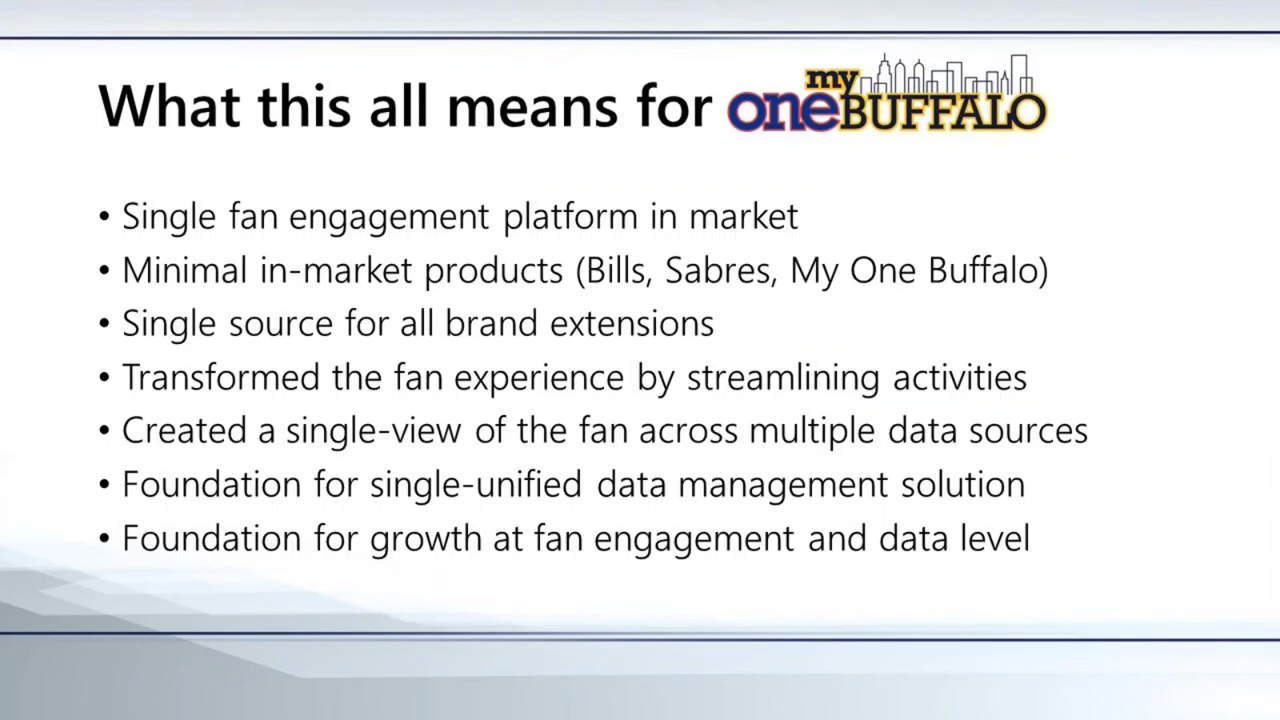 What this all means for my oneBUFFALO
• Single fan engagement platform in market
• Minimal in-market products (Bills, Sabres, My One Buffalo)
• Single source for all brand extensions
• Transformed the fan experience by streamlining activities
• Created a single-view of the fan across multiple data sources
• Foundation for single-unified data management solution
• Foundation for growth at fan engagement and data level